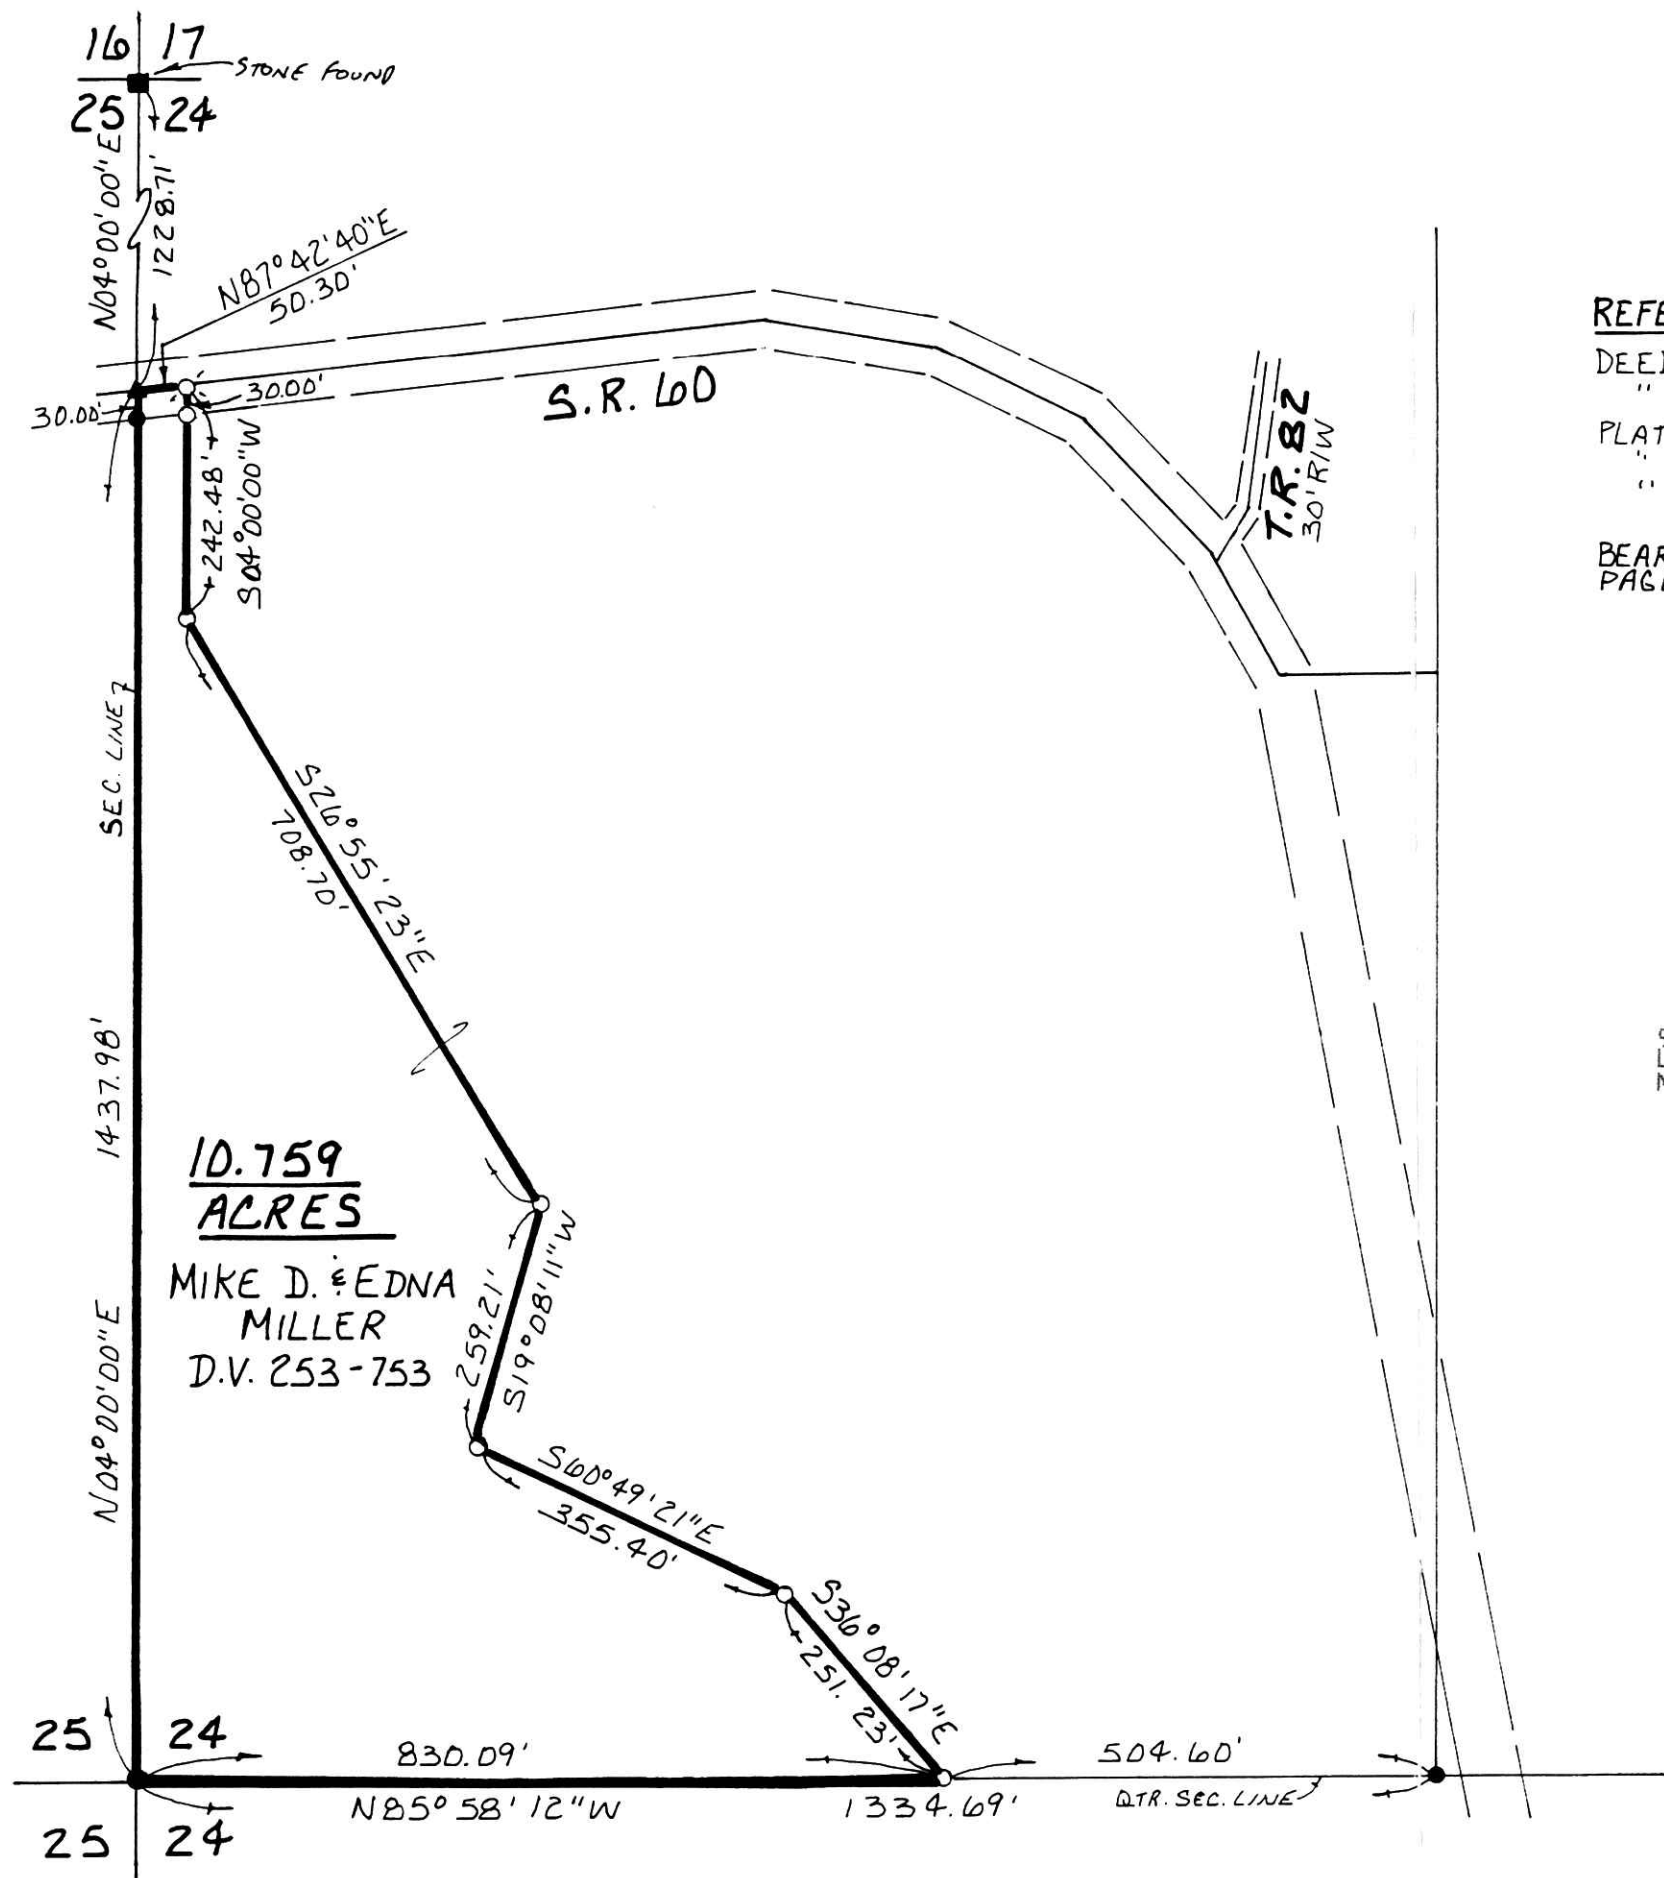 16 17
STONE FOUND
25 24
N04°00'00"E
1228.71'
N87°42'40"E
50.30'
30.00'
30.00'
S.R. 60
T.R. 82
30' R/W
242.48'
S04°00'00"W
SEC. LINE
S26°55'23"E
708.70'
1437.98'
N04°00'00"E
10.759
ACRES
MIKE D. & EDNA
MILLER
D.V. 253-753
259.21'
S19°08'11"W
S60°49'21"E
355.40'
S36°08'17"E
251.23'
25 24
830.09'
504.60'
N85°58'12"W
1334.69'
QTR. SEC. LINE
25 24
REFE
DEE
"
PLAT
"
"
BEAR
PAG